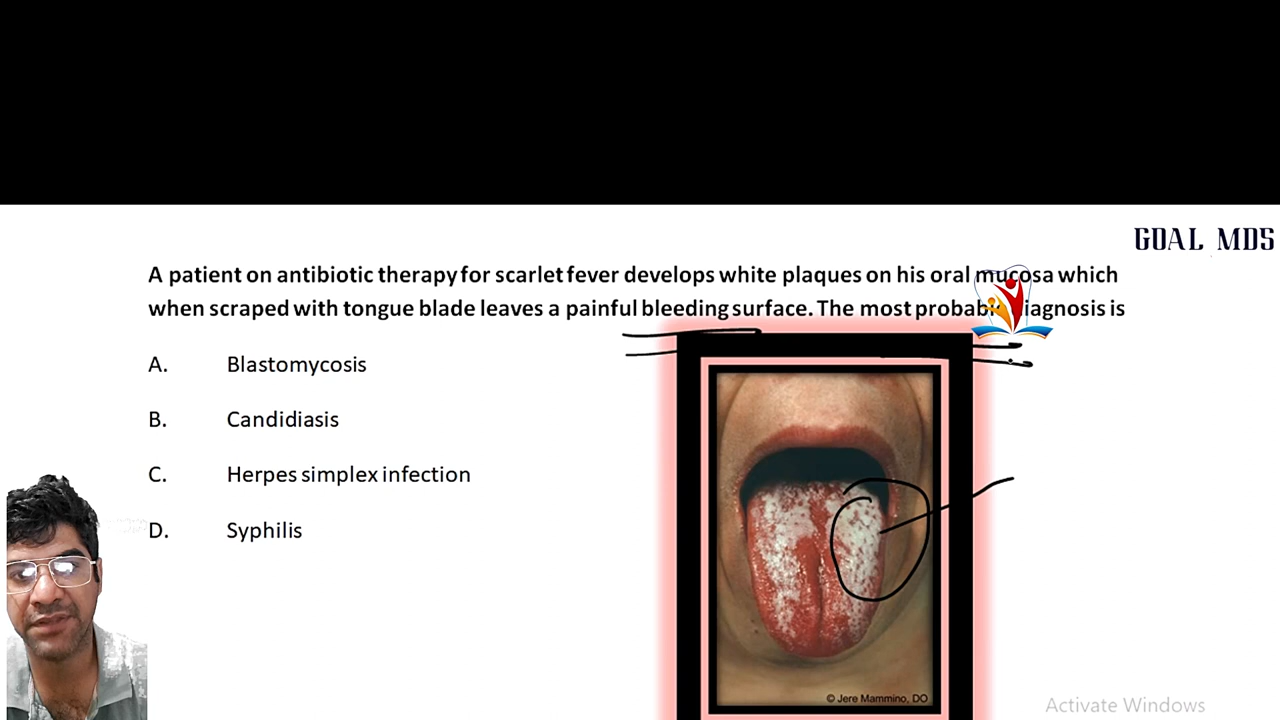 GOAL MDS
A patient on antibiotic therapy for scarlet fever develops white plaques on his oral mucosa which
when scraped with tongue blade leaves a painful bleeding surface. The most probable diagnosis is
A. Blastomycosis
B. Candidiasis
C. Herpes simplex infection
D. Syphilis
© Jere Mammino, DO
Activate Windows